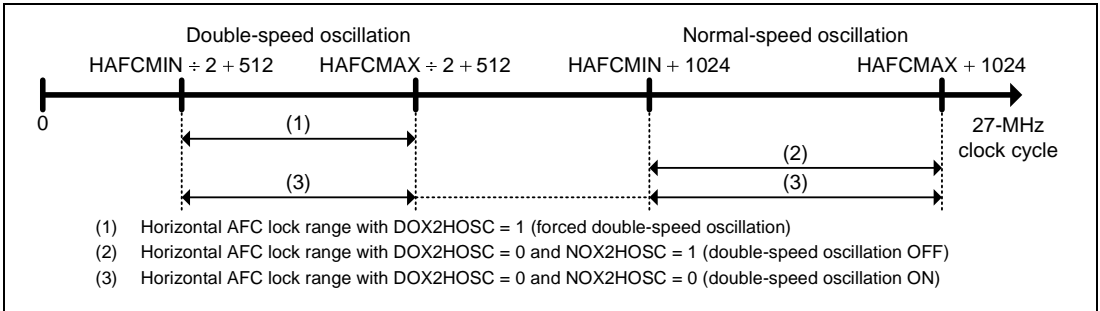 Double-speed oscillation Normal-speed oscillation
HAFCMIN ÷ 2 + 512 HAFCMAX ÷ 2 + 512 HAFCMIN + 1024 HAFCMAX + 1024
0
27-MHz
clock cycle
(1)
(2)
(3) (3)
(1) Horizontal AFC lock range with DOX2HOSC = 1 (forced double-speed oscillation)
(2) Horizontal AFC lock range with DOX2HOSC = 0 and NOX2HOSC = 1 (double-speed oscillation OFF)
(3) Horizontal AFC lock range with DOX2HOSC = 0 and NOX2HOSC = 0 (double-speed oscillation ON)